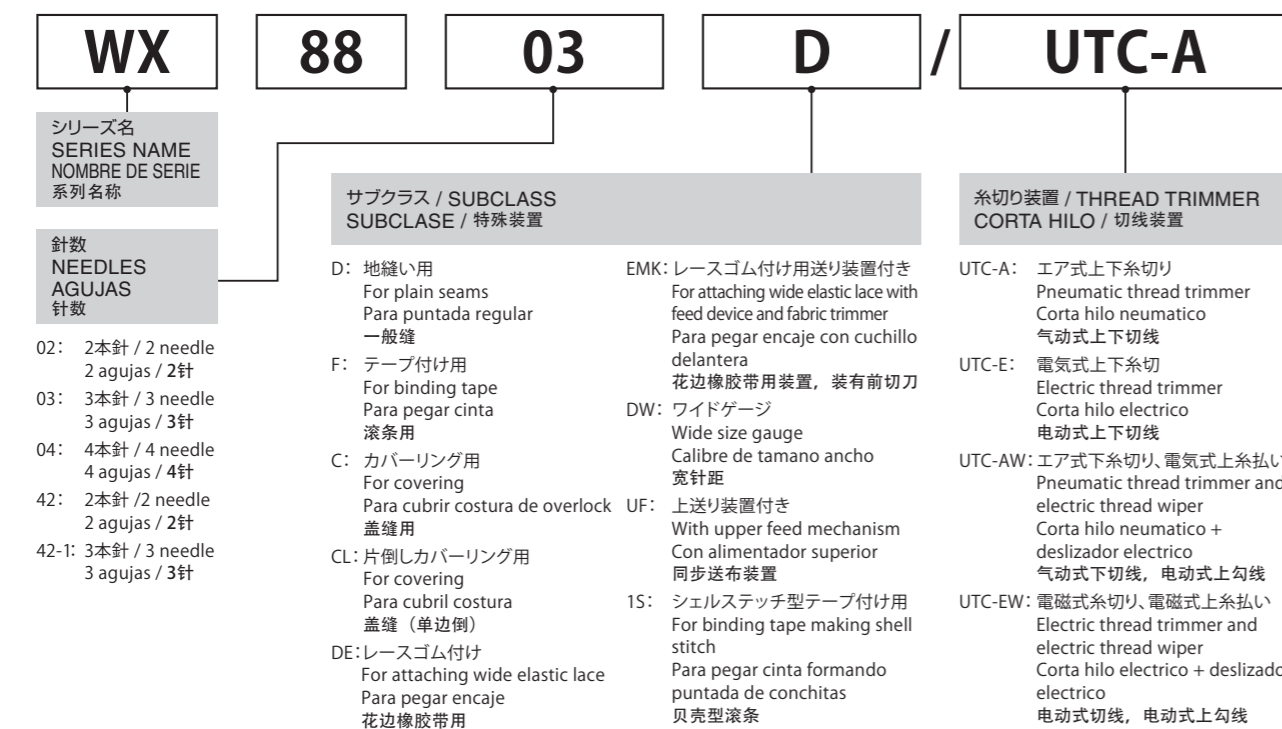 WX 88 03 D / UTC-A
シリーズ名
SERIES NAME
NOMBRE DE SERIE
系列名称
針数
NEEDLES
AGUJAS
针数
02： 2本針 / 2 needle
2 agujas / 2针
03： 3本針 / 3 needle
3 agujas / 3针
04： 4本針 / 4 needle
4 agujas / 4针
42： 2本針 /2 needle
2 agujas / 2针
42-1: 3本針 / 3 needle
3 agujas / 3针
サブクラス / SUBCLASS
SUBCLASE / 特殊装置
D： 地縫い用
For plain seams
Para puntada regular
一般缝
F： テープ付け用
For binding tape
Para pegar cinta
滚条用
C： カバーリング用
For covering
Para cubrir costura de overlock
盖缝用
CL：片倒しカバーリング用
For covering
Para cubril costura
盖缝（单边倒）
DE：レースゴム付け
For attaching wide elastic lace
Para pegar encaje
花边橡胶带用
EMK：レースゴム付け用送り装置付き
For attaching wide elastic lace with
feed device and fabric trimmer
Para pegar encaje con cuchillo
delantera
花边橡胶带用装置，装有前切刀
DW： ワイドゲージ
Wide size gauge
Calibre de tamano ancho
宽针距
UF： 上送り装置付き
With upper feed mechanism
Con alimentador superior
同步送布装置
1S： シェルステッチ型テープ付け用
For binding tape making shell
stitch
Para pegar cinta formando
puntada de conchitas
贝壳型滚条
糸切り装置 / THREAD TRIMMER
CORTA HILO / 切线装置
UTC-A： エア式上下糸切り
Pneumatic thread trimmer
Corta hilo neumatico
气动式上下切线
UTC-E： 電気式上下糸切
Electric thread trimmer
Corta hilo electrico
电动式上下切线
UTC-AW：エア式下糸切り、電気式上糸払い
Pneumatic thread trimmer and
electric thread wiper
Corta hilo neumatico +
deslizador electrico
气动式下切线，电动式上勾线
UTC-EW：電磁式糸切り、電磁式上糸払い
Electric thread trimmer and
electric thread wiper
Corta hilo electrico + deslizado
electrico
电动式切线，电动式上勾线